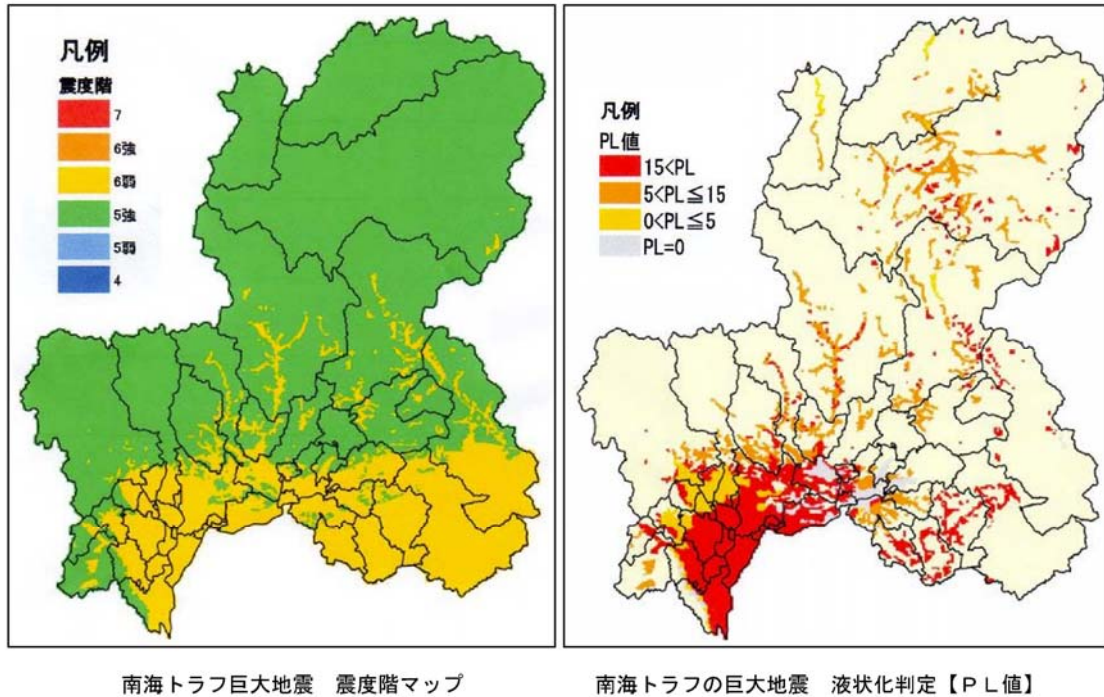 凡例
震度階
7
6強
6弱
5強
5弱
4
凡例
PL値
15<PL
5<PL≦15
0<PL≦5
PL=0
南海トラフ巨大地震 震度階マップ
南海トラフの巨大地震 液状化判定【ＰＬ値】